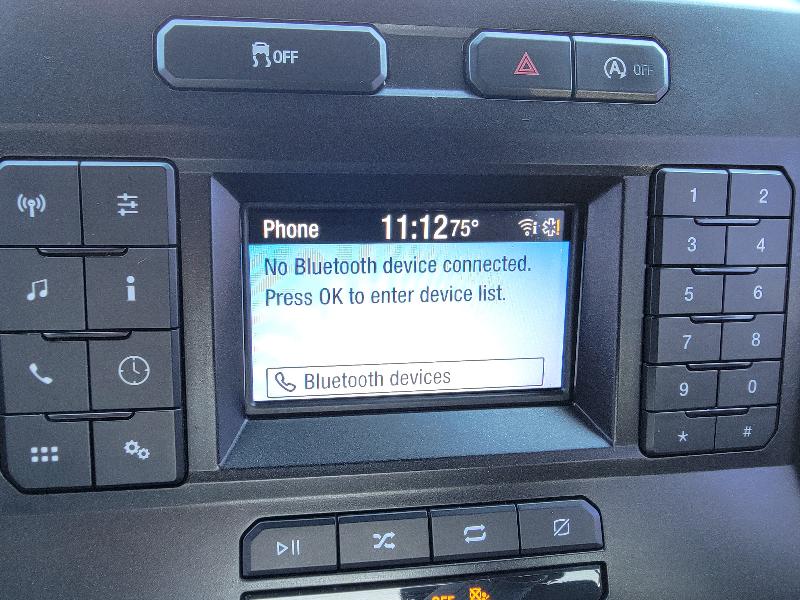 OFF
A OFF
Phone 11:12 75°
No Bluetooth device connected.
Press OK to enter device list.
Bluetooth devices
1 2
3 4
5 6
7 8
9 0
* #
OFF